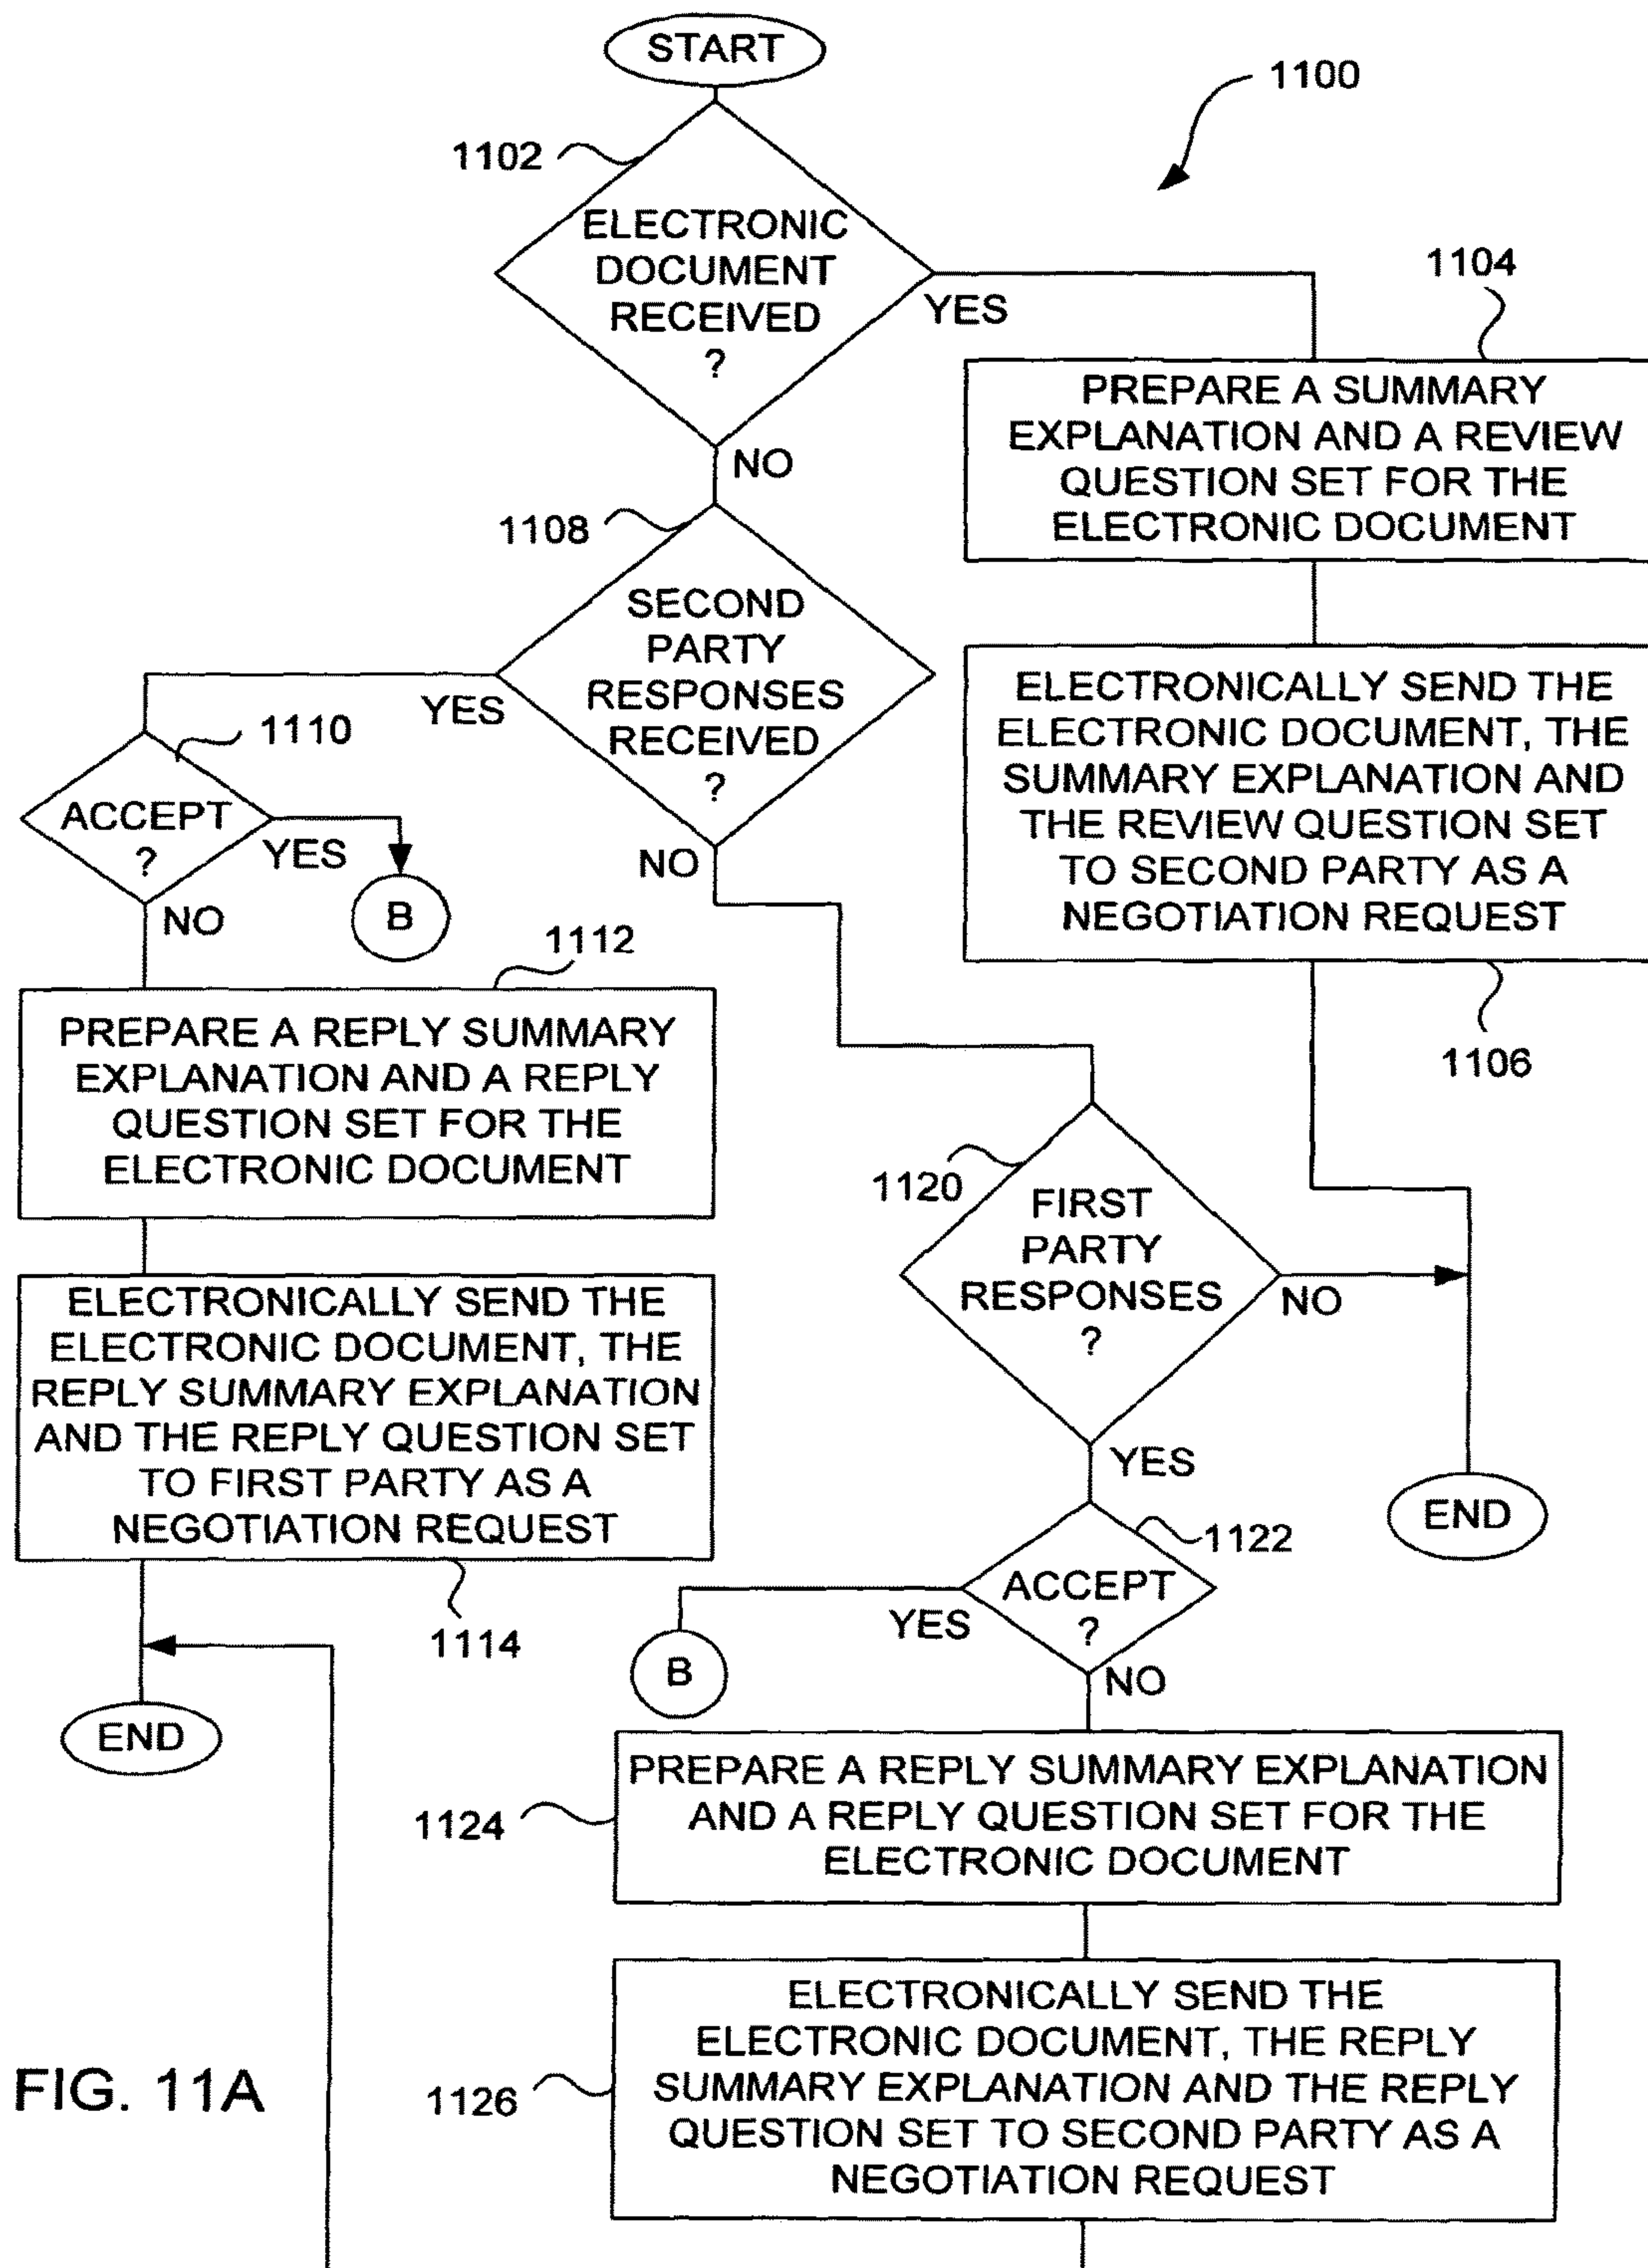 START
1100
1102
ELECTRONIC
DOCUMENT
RECEIVED
?
YES
NO
1104
PREPARE A SUMMARY
EXPLANATION AND A REVIEW
QUESTION SET FOR THE
ELECTRONIC DOCUMENT
1108
SECOND
PARTY
RESPONSES
RECEIVED
?
YES
NO
ELECTRONICALLY SEND THE
ELECTRONIC DOCUMENT, THE
SUMMARY EXPLANATION AND
THE REVIEW QUESTION SET
TO SECOND PARTY AS A
NEGOTIATION REQUEST
1106
1110
ACCEPT
?
YES
B
NO
1112
PREPARE A REPLY SUMMARY
EXPLANATION AND A REPLY
QUESTION SET FOR THE
ELECTRONIC DOCUMENT
1120
FIRST
PARTY
RESPONSES
?
NO
YES
END
ELECTRONICALLY SEND THE
ELECTRONIC DOCUMENT, THE
REPLY SUMMARY EXPLANATION
AND THE REPLY QUESTION SET
TO FIRST PARTY AS A
NEGOTIATION REQUEST
1114
END
1122
ACCEPT
?
YES
B
NO
1124
PREPARE A REPLY SUMMARY EXPLANATION
AND A REPLY QUESTION SET FOR THE
ELECTRONIC DOCUMENT
1126
ELECTRONICALLY SEND THE
ELECTRONIC DOCUMENT, THE REPLY
SUMMARY EXPLANATION AND THE REPLY
QUESTION SET TO SECOND PARTY AS A
NEGOTIATION REQUEST
FIG. 11A